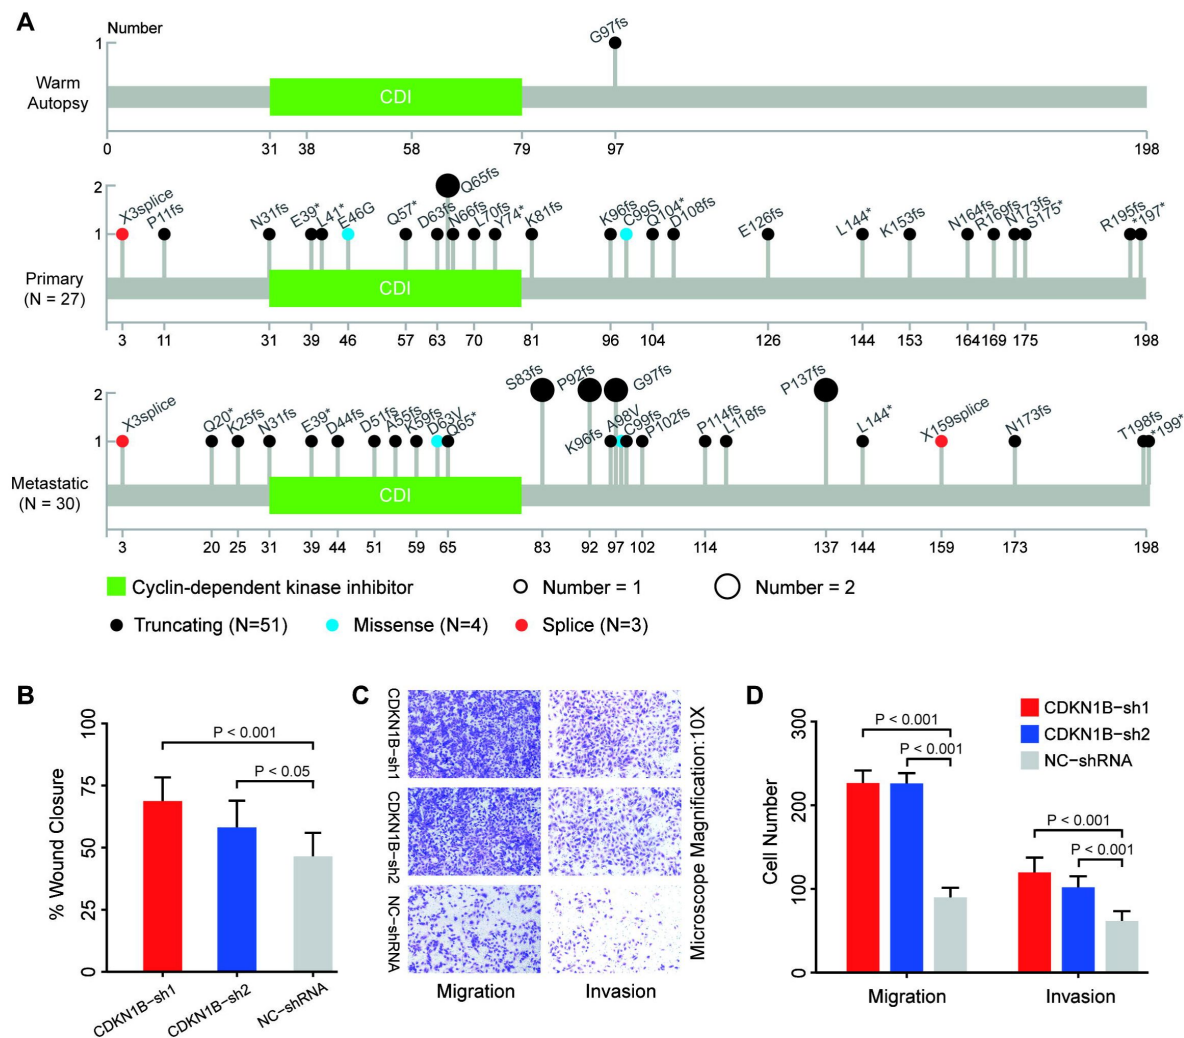 A
Number
1
G97fs
Warm
Autopsy
CDI
0 31 38 58 79 97 198
2
Q65fs
X3splice P11fs N31fs E39* L41* E46G Q57* D63fs N66fs L70fs Y74* K81fs K96fs C99S Q104* D108fs E126fs L144* K153fs N164fs R169fs N173fs S175* R195fs *197*
1
Primary
(N = 27)
CDI
3 11 31 39 46 57 63 70 81 96 104 126 144 153 164 169 175 198
2
S83fs P92fs G97fs P137fs
X3splice Q20* K25fs N31fs E39* D44fs D51fs A55fs K59fs D63V Q65* K96fs A98V C99fs P102fs P114fs L118fs L144* X159splice N173fs T198fs *199*
1
Metastatic
(N = 30)
CDI
3 20 25 31 39 44 51 59 65 83 92 97 102 114 137 144 159 173 198
Cyclin-dependent kinase inhibitor Number = 1 Number = 2
Truncating (N=51) Missense (N=4) Splice (N=3)
B
% Wound Closure
100
75
50
25
0
P < 0.001
P < 0.05
CDKN1B−sh1 CDKN1B−sh2 NC−shRNA
C
CDKN1B−sh1
CDKN1B−sh2
NC−shRNA
Microscope Magnification:10X
Migration Invasion
D
CDKN1B−sh1
CDKN1B−sh2
NC−shRNA
Cell Number
300
200
100
0
P < 0.001
P < 0.001
P < 0.001
P < 0.001
Migration Invasion